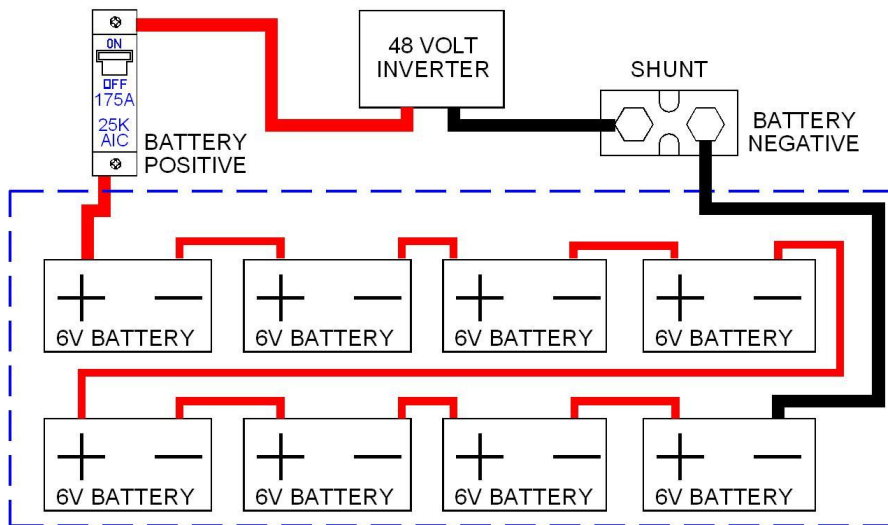 ON
OFF
175A
25K
AIC
BATTERY
POSITIVE
48 VOLT
INVERTER
SHUNT
BATTERY
NEGATIVE
6V BATTERY
6V BATTERY
6V BATTERY
6V BATTERY
6V BATTERY
6V BATTERY
6V BATTERY
6V BATTERY